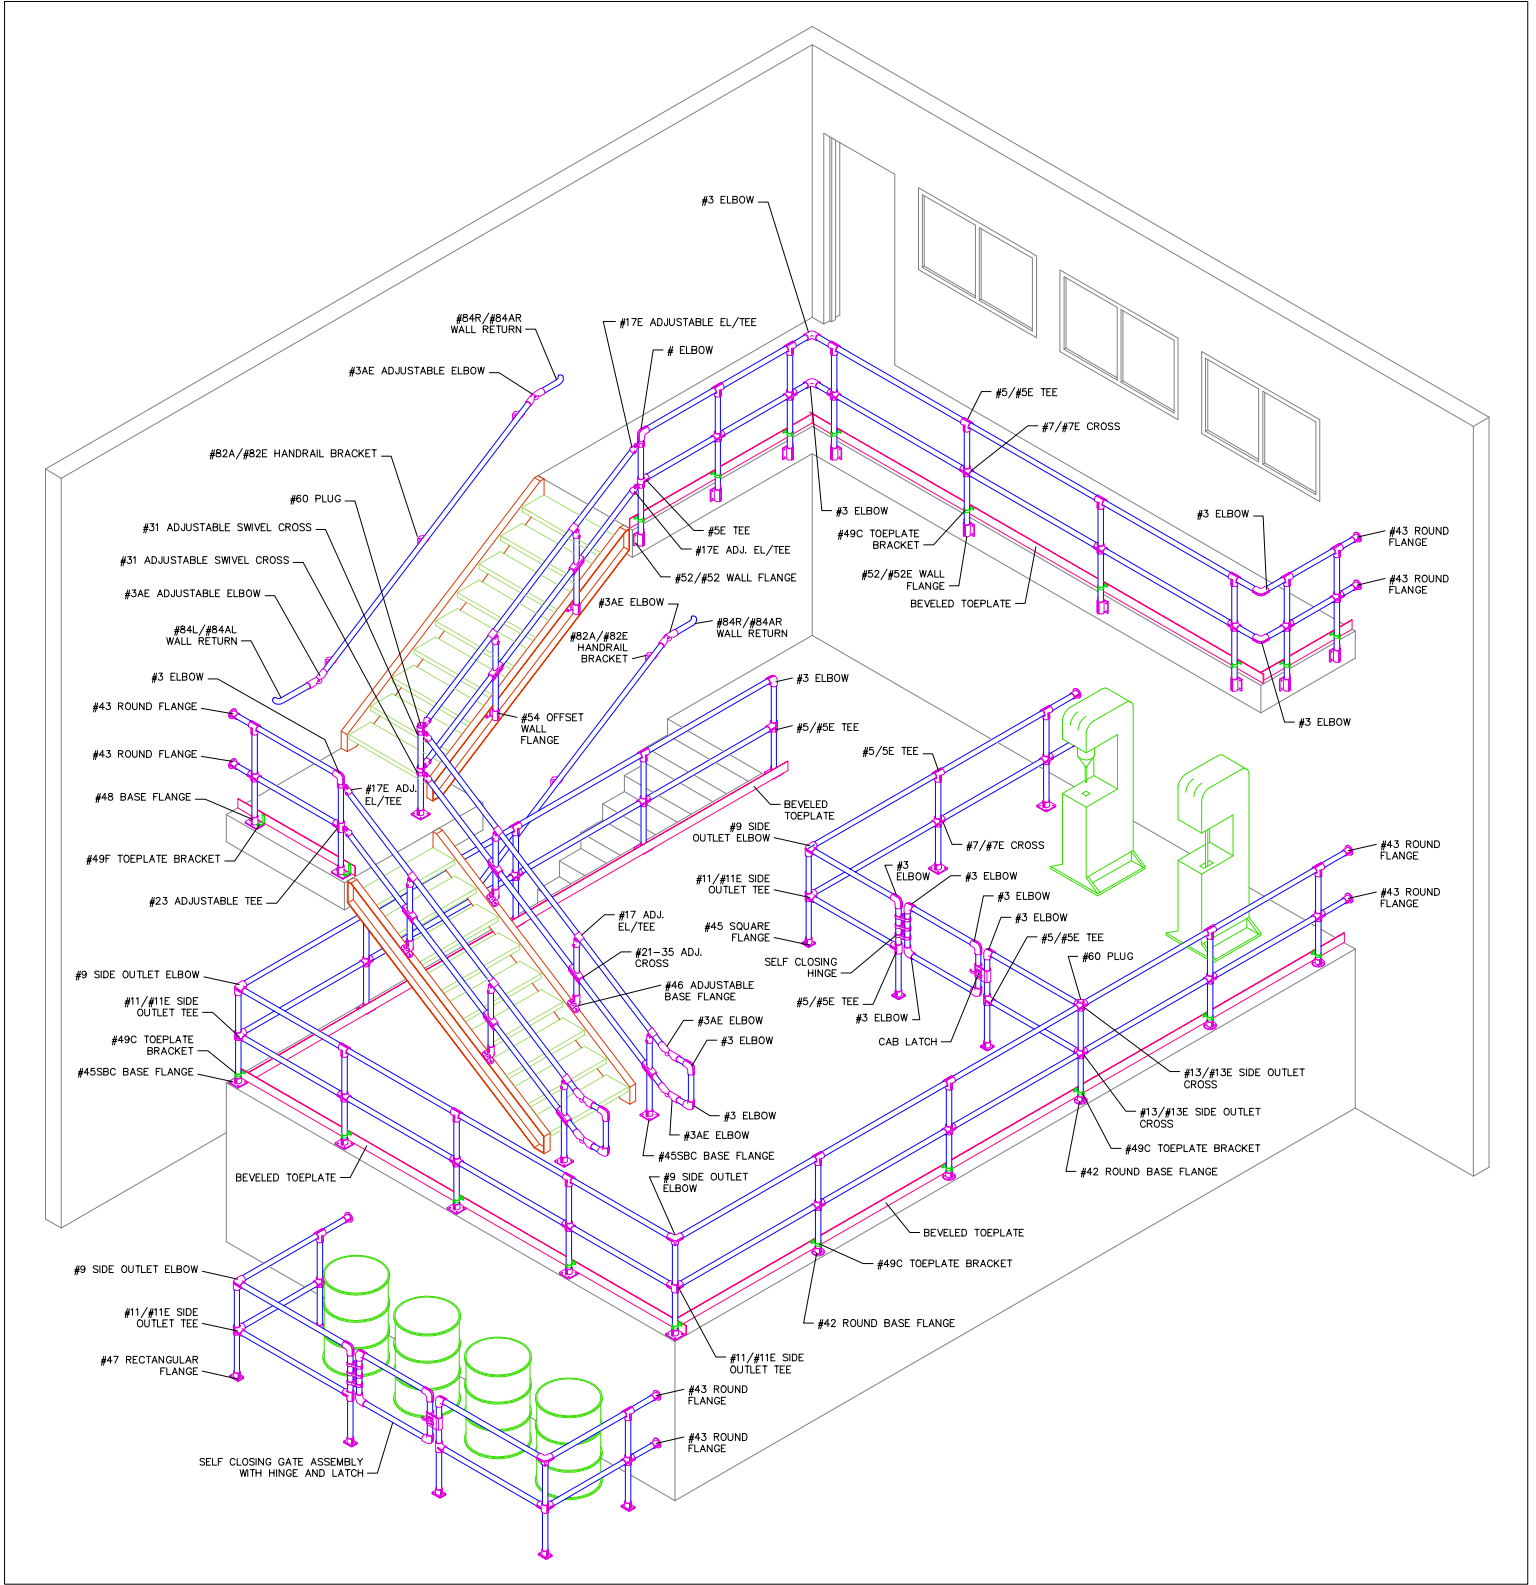 #3 ELBOW
#84R/#84AR
WALL RETURN
#17E ADJUSTABLE EL/TEE
# ELBOW
#3AE ADJUSTABLE ELBOW
#5/#5E TEE
#7/#7E CROSS
#82A/#82E HANDRAIL BRACKET
#60 PLUG
#3 ELBOW
#3 ELBOW
#31 ADJUSTABLE SWIVEL CROSS
#5E TEE
#49C TOEPLATE
BRACKET
#43 ROUND
FLANGE
#17E ADJ. EL/TEE
#31 ADJUSTABLE SWIVEL CROSS
#52/#52 WALL FLANGE
#52/#52E WALL
FLANGE
#43 ROUND
FLANGE
#3AE ADJUSTABLE ELBOW
#3AE ELBOW
BEVELED TOEPLATE
#84L/#84AL
WALL RETURN
#84R/#84AR
WALL RETURN
#82A/#82E
HANDRAIL
BRACKET
#3 ELBOW
#3 ELBOW
#43 ROUND FLANGE
#54 OFFSET
WALL
FLANGE
#5/#5E TEE
#3 ELBOW
#43 ROUND FLANGE
#5/5E TEE
#17E ADJ.
EL/TEE
#48 BASE FLANGE
BEVELED
TOEPLATE
#9 SIDE
OUTLET ELBOW
#7/#7E CROSS
#43 ROUND
FLANGE
#49F TOEPLATE BRACKET
#3
ELBOW
#3 ELBOW
#11/#11E SIDE
OUTLET TEE
#3 ELBOW
#43 ROUND
FLANGE
#23 ADJUSTABLE TEE
#17 ADJ.
EL/TEE
#45 SQUARE
FLANGE
#3 ELBOW
#5/#5E TEE
#21-35 ADJ.
CROSS
SELF CLOSING
HINGE
#60 PLUG
#9 SIDE OUTLET ELBOW
#46 ADJUSTABLE
BASE FLANGE
#11/#11E SIDE
OUTLET TEE
#5/#5E TEE
#3 ELBOW
#3AE ELBOW
#3 ELBOW
CAB LATCH
#49C TOEPLATE
BRACKET
#45SBC BASE FLANGE
#13/#13E SIDE OUTLET
CROSS
#3 ELBOW
#13/#13E SIDE OUTLET
CROSS
#3AE ELBOW
#49C TOEPLATE BRACKET
#45SBC BASE FLANGE
#42 ROUND BASE FLANGE
BEVELED TOEPLATE
#9 SIDE OUTLET
ELBOW
BEVELED TOEPLATE
#49C TOEPLATE BRACKET
#9 SIDE OUTLET ELBOW
#11/#11E SIDE
OUTLET TEE
#42 ROUND BASE FLANGE
#47 RECTANGULAR
FLANGE
#11/#11E SIDE
OUTLET TEE
#43 ROUND
FLANGE
#43 ROUND
FLANGE
SELF CLOSING GATE ASSEMBLY
WITH HINGE AND LATCH